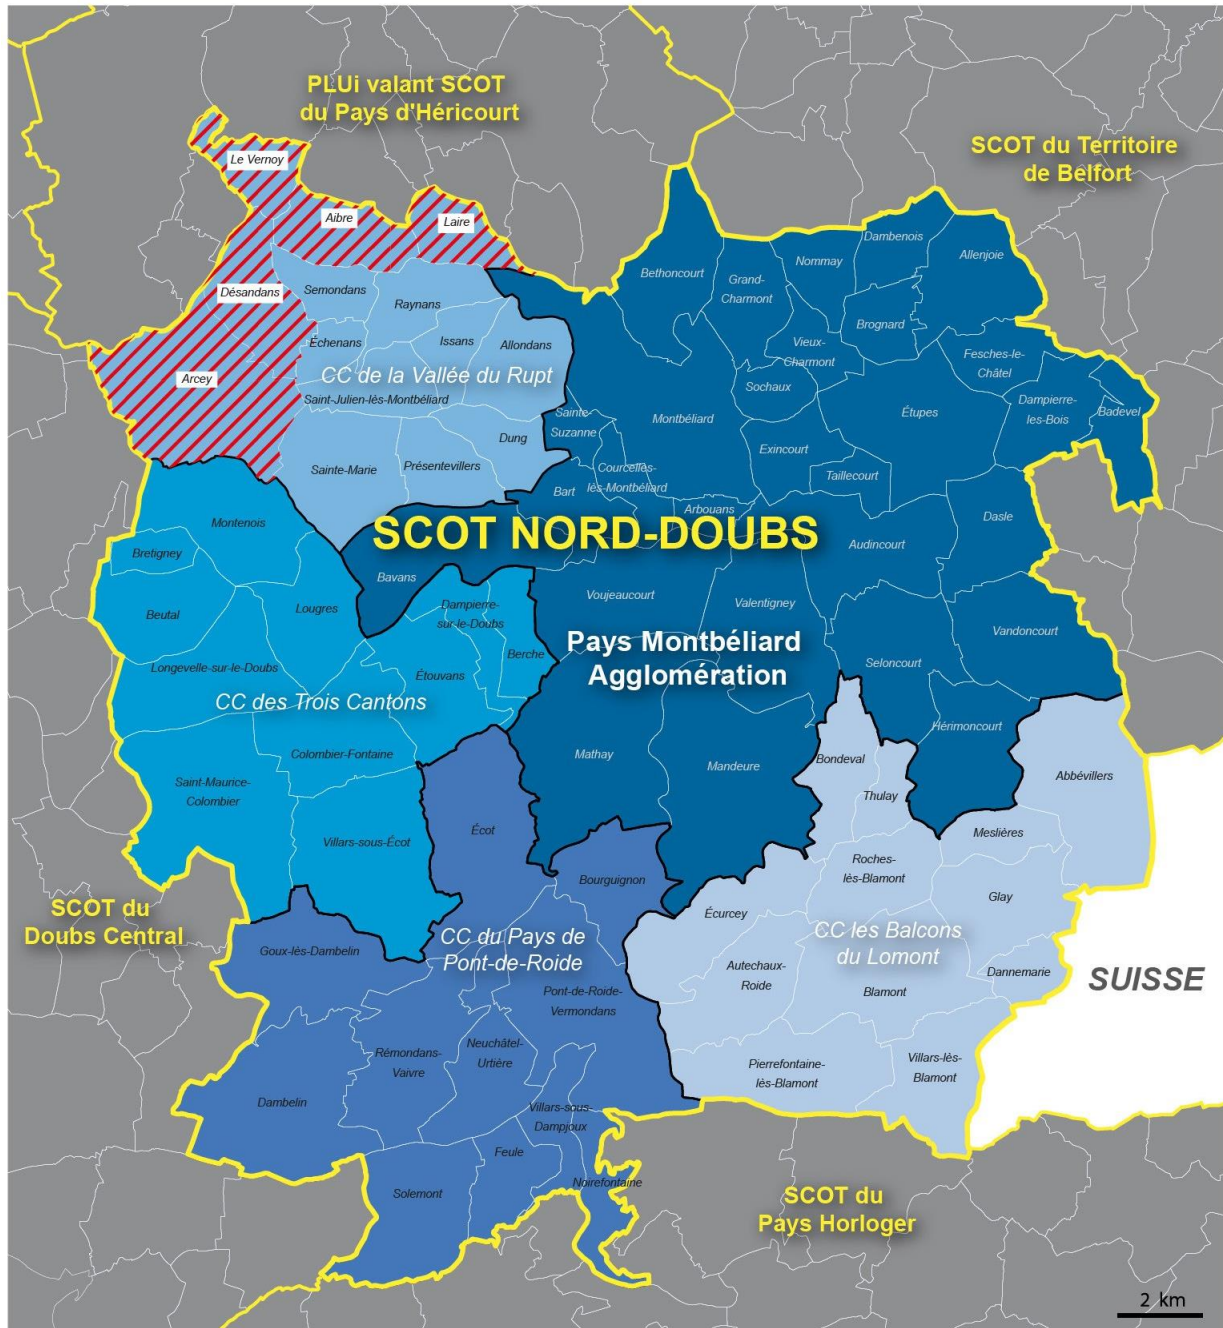 PLUi valant SCOT
du Pays d'Héricourt
SCOT du Territoire
de Belfort
Le Vernoy
Aibre
Laire
Désandans
Arcey
Semondans
Raynans
Échenans
Issans
Allondans
CC de la Vallée du Rupt
Saint-Julien-lès-Montbéliard
Dung
Sainte-Marie
Présentevillers
Bethoncourt
Grand-
Charmont
Nommay
Dambenois
Allenjoie
Brognard
Vieux-
Charmont
Fesches-le-
Châtel
Sochaux
Dampierre-
les-Bois
Badevel
Étupes
Sainte-
Suzanne
Montbéliard
Exincourt
Taillecourt
Courcelles-
lès-Montbéliard
Bart
Arbouans
Dasle
SCOT NORD-DOUBS
Audincourt
Bavans
Voujeaucourt
Valentigney
Vandoncourt
Pays Montbéliard
Agglomération
Seloncourt
Hérimoncourt
Mathay
Mandeure
Montenois
Bretigney
Beutal
Lougres
Dampierre-
sur-le-Doubs
Berche
Longevelle-sur-le-Doubs
Étouvans
CC des Trois Cantons
Colombier-Fontaine
Saint-Maurice-
Colombier
Villars-sous-Écot
Bondeval
Thulay
Abbévillers
Meslières
Roches-
lès-Blamont
Glay
Écurcey
CC les Balcons
du Lomont
Autechaux-
Roide
Dannemarie
Blamont
Pierrefontaine-
lès-Blamont
Villars-lès-
Blamont
SUISSE
Écot
Bourguignon
SCOT du
Doubs Central
Goux-lès-Dambelin
CC du Pays de
Pont-de-Roide
Pont-de-Roide-
Vermondans
Rémondans-
Vaivre
Neuchâtel-
Urtière
Dambelin
Villars-sous-
Dampjoux
Feule
Solemont
Noirefontaine
SCOT du
Pays Horloger
2 km